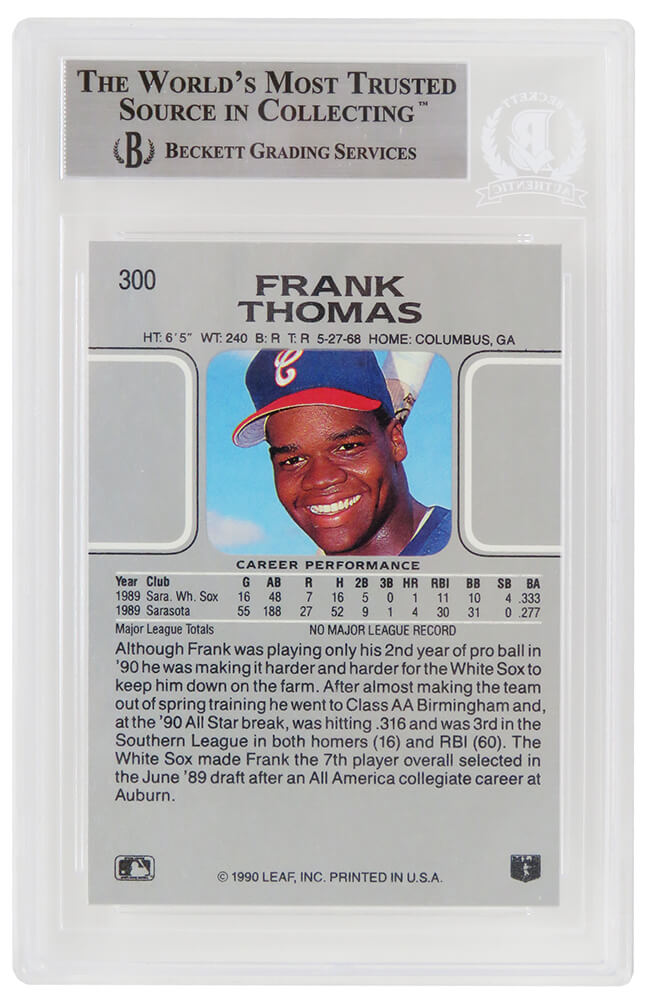 THE WORLD'S MOST TRUSTED
SOURCE IN COLLECTING™
B BECKETT GRADING SERVICES
BECKETT
B
AUTHENTIC
300
FRANK
THOMAS
HT: 6'5" WT: 240 B: R T: R 5-27-68 HOME: COLUMBUS, GA
C
CAREER PERFORMANCE
Year Club G AB R H 2B 3B HR RBI BB SB BA
1989 Sara. Wh. Sox 16 48 7 16 5 0 1 11 10 4 .333
1989 Sarasota 55 188 27 52 9 1 4 30 31 0 .277
Major League Totals NO MAJOR LEAGUE RECORD
Although Frank was playing only his 2nd year of pro ball in
'90 he was making it harder and harder for the White Sox to
keep him down on the farm. After almost making the team
out of spring training he went to Class AA Birmingham and,
at the '90 All Star break, was hitting .316 and was 3rd in the
Southern League in both homers (16) and RBI (60). The
White Sox made Frank the 7th player overall selected in
the June '89 draft after an All America collegiate career at
Auburn.
© 1990 LEAF, INC. PRINTED IN U.S.A.